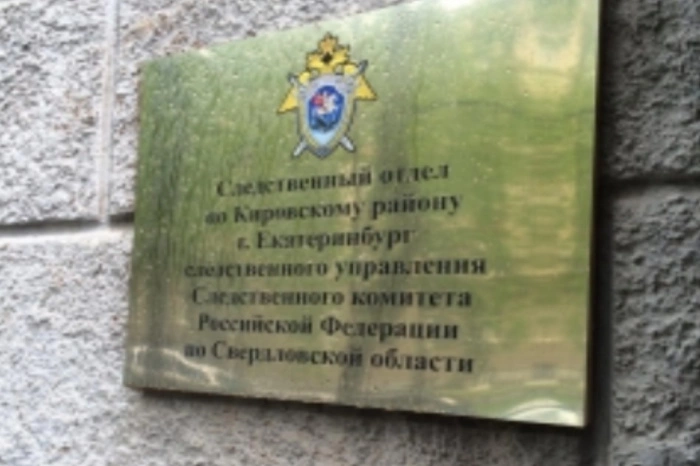 Следственный отдел
по Кировскому району
г. Екатеринбург
следственного управления
Следственного комитета
Российской Федерации
по Свердловской области